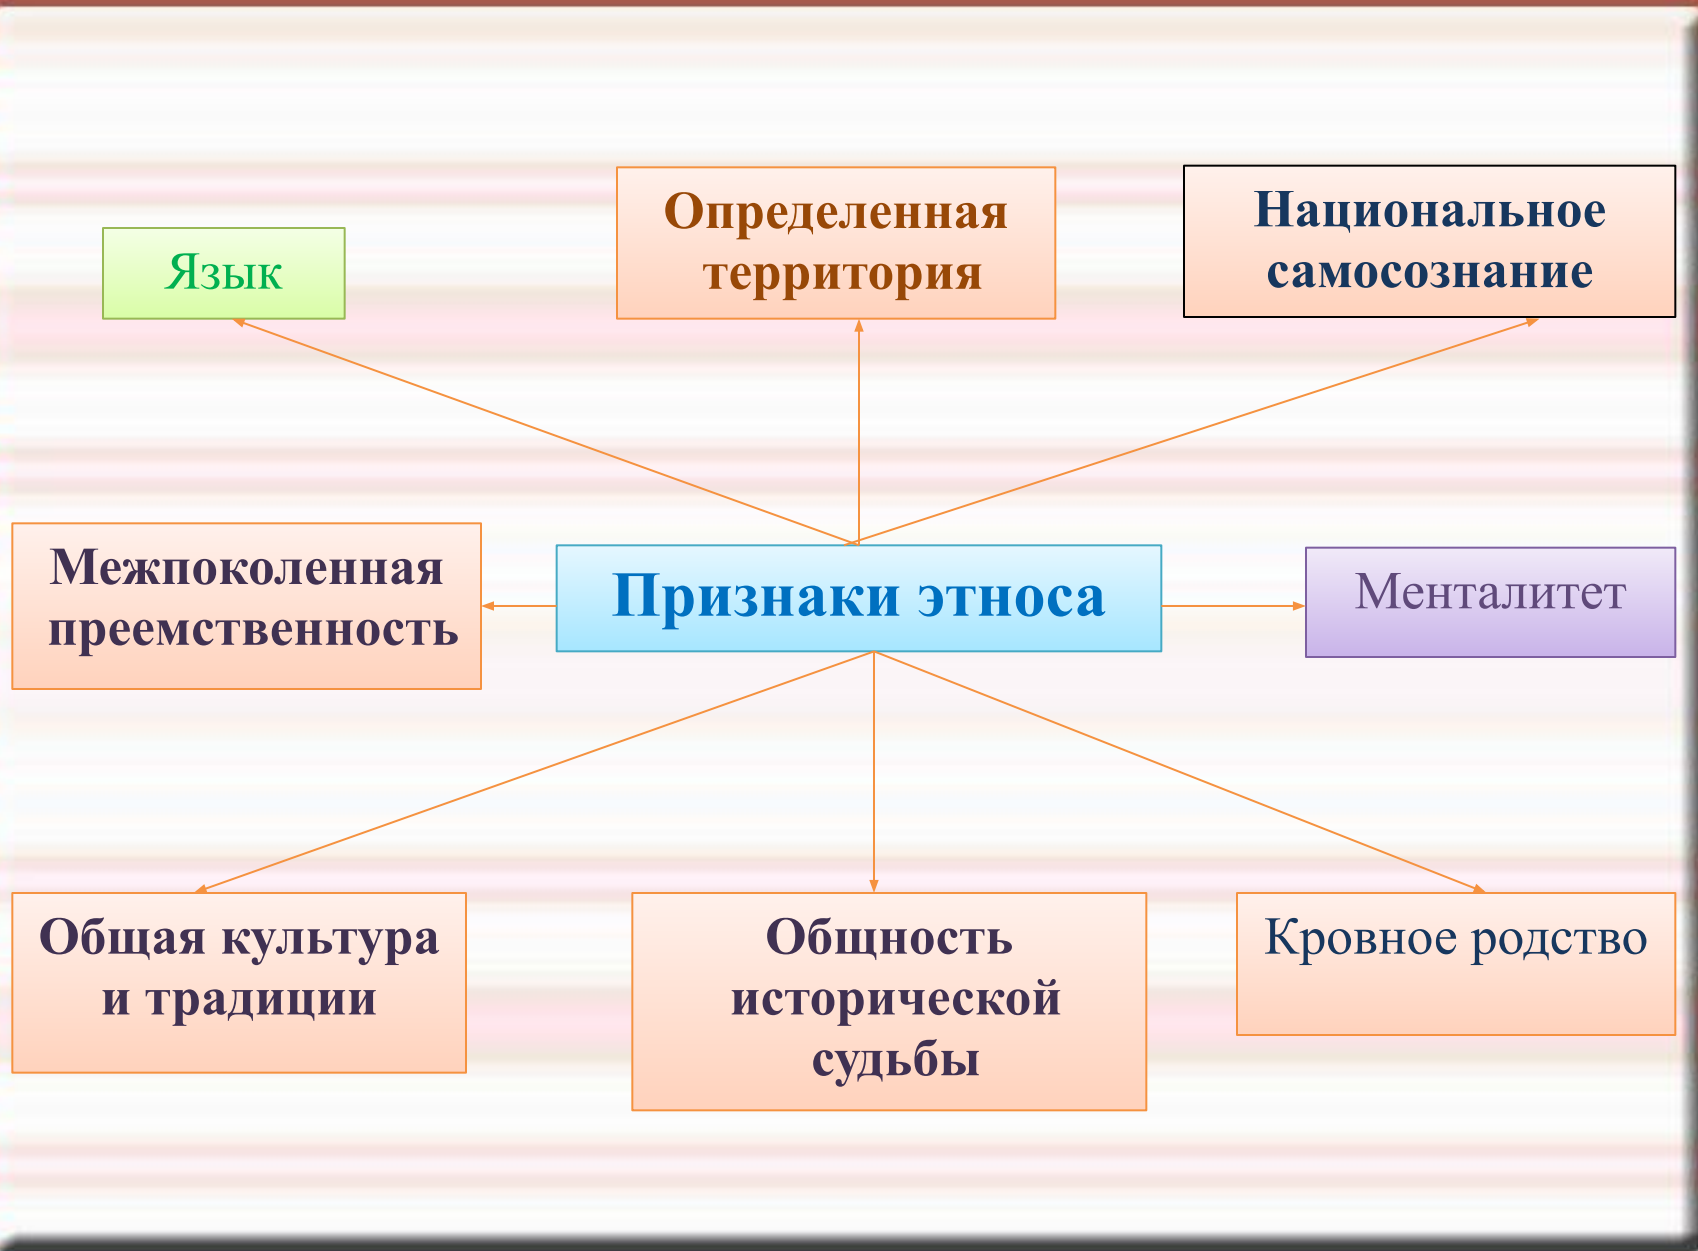 Язык
Определенная
территория
Национальное
самосознание
Межпоколенная
преемственность
Признаки этноса
Менталитет
Общая культура
и традиции
Общность
исторической
судьбы
Кровное родство